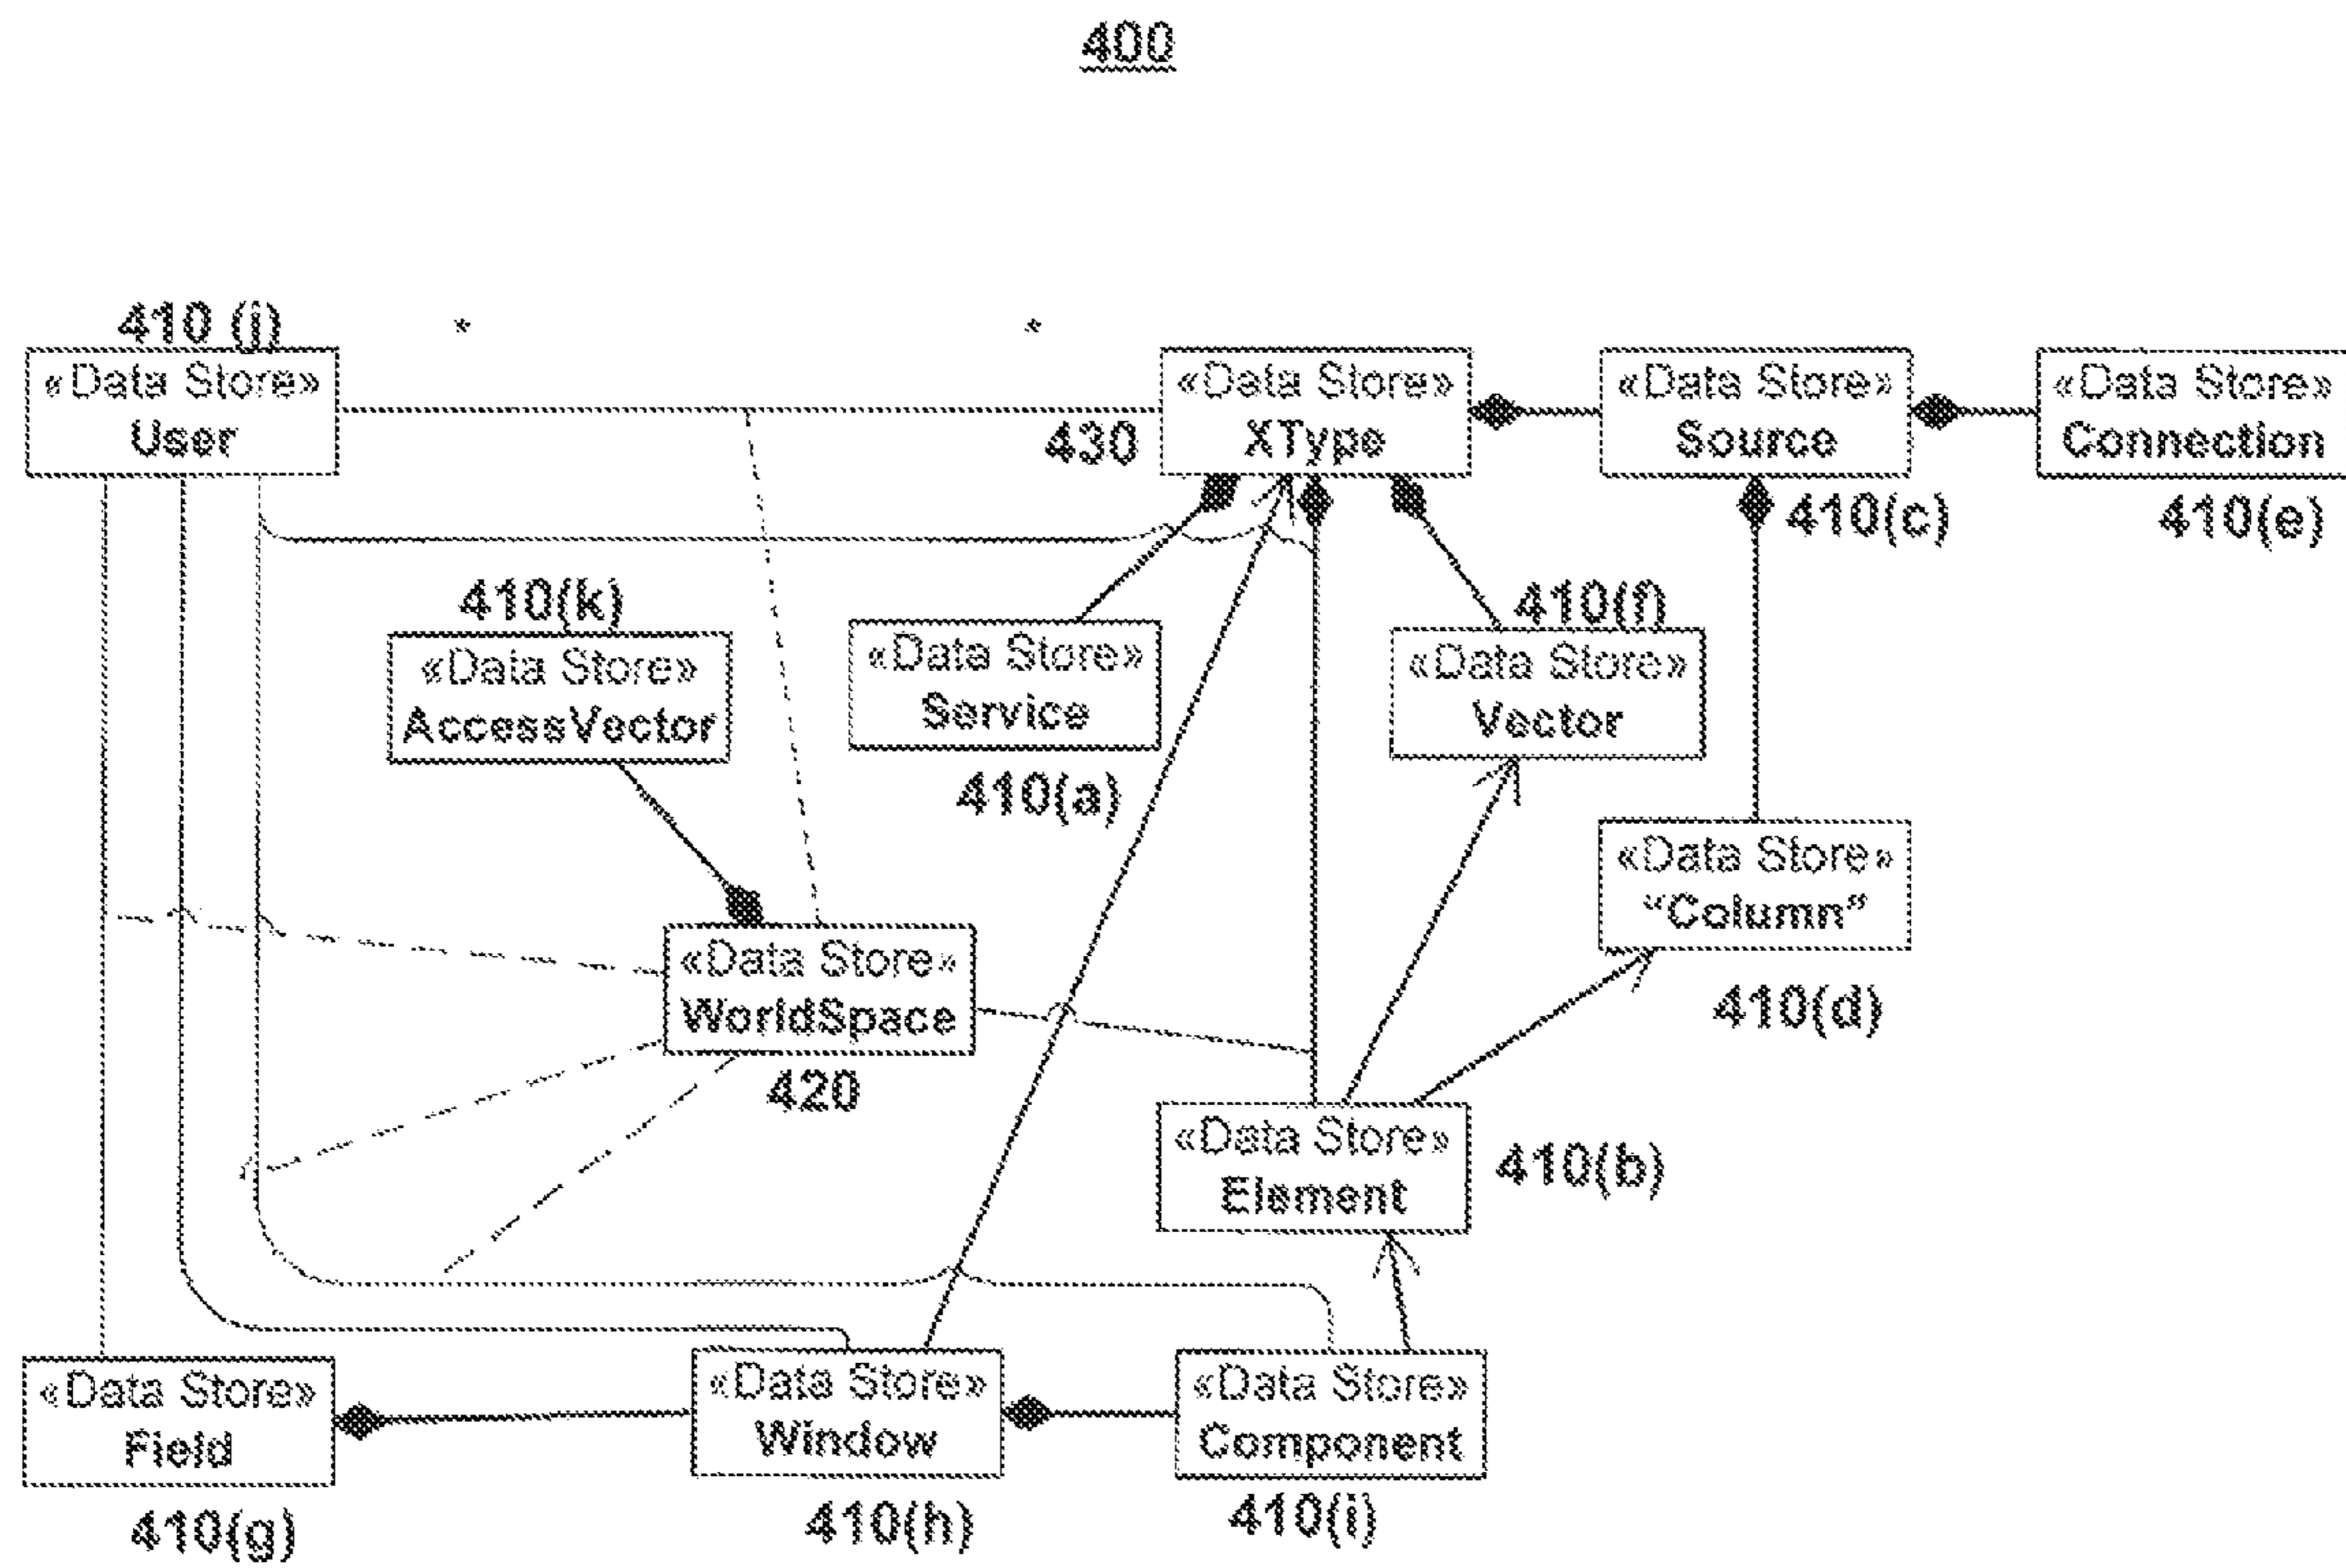 400
410 (j)
*
*
«Data Store»
User
430
«Data Store»
XType
«Data Store»
Source
410(c)
«Data Store»
Connection
410(e)
410(k)
«Data Store»
AccessVector
«Data Store»
Service
410(a)
410(f)
«Data Store»
Vector
«Data Store»
“Column”
410(d)
«Data Store»
WorldSpace
420
«Data Store»
Element
410(b)
«Data Store»
Field
410(g)
«Data Store»
Window
410(h)
«Data Store»
Component
410(i)